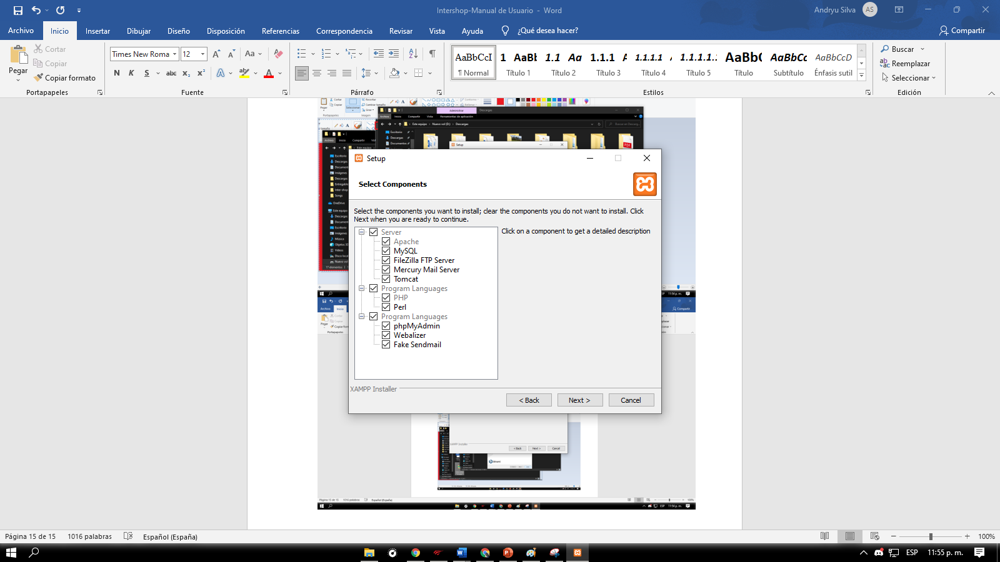 Intershop-Manual de Usuario - Word
Andryu Silva
AS
Archivo
Inicio
Insertar
Dibujar
Diseño
Disposición
Referencias
Correspondencia
Revisar
Vista
Ayuda
¿Qué desea hacer?
Compartir
Pegar
Cortar
Copiar
Copiar formato
Portapapeles
Times New Roma
12
Aa
N K S abc x₂ x²
Fuente
Párrafo
AaBbCcI
¶ Normal
1 AaBb
Título 1
1.1 Aa
Título 2
1.1.1 A
Título 3
1.1.1.1
Título 4
1.1.1.1.1.
Título 5
AaBbC
Título
AaBbCc
Subtítulo
AaBbCcD
Énfasis sutil
Estilos
Buscar
Reemplazar
Seleccionar
Edición
Setup
Setup
Select Components
Select the components you want to install; clear the components you do not want to install. Click
Next when you are ready to continue.
Server
Apache
MySQL
FileZilla FTP Server
Mercury Mail Server
Tomcat
Program Languages
PHP
Perl
Program Languages
phpMyAdmin
Webalizer
Fake Sendmail
Click on a component to get a detailed description
XAMPP Installer
< Back
Next >
Cancel
Página 15 de 15
1016 palabras
Español (España)
100%
ESP
11:55 p. m.